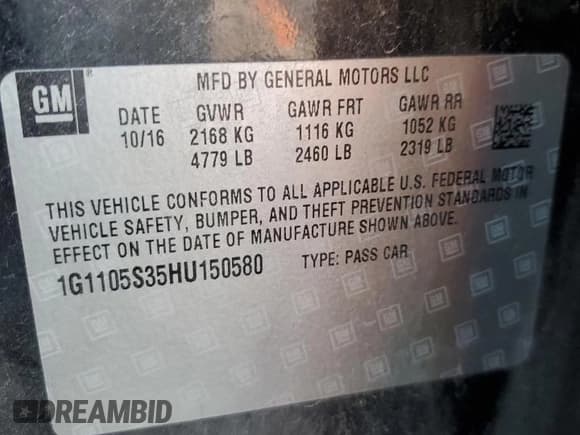 GM ®
MFD BY GENERAL MOTORS LLC
DATE GVWR GAWR FRT GAWR RR
10/16 2168 KG 1116 KG 1052 KG
4779 LB 2460 LB 2319 LB
THIS VEHICLE CONFORMS TO ALL APPLICABLE U.S. FEDERAL MOTOR
VEHICLE SAFETY, BUMPER, AND THEFT PREVENTION STANDARDS IN
EFFECT ON THE DATE OF MANUFACTURE SHOWN ABOVE.
1G1105S35HU150580 TYPE: PASS CAR
DREAMBID